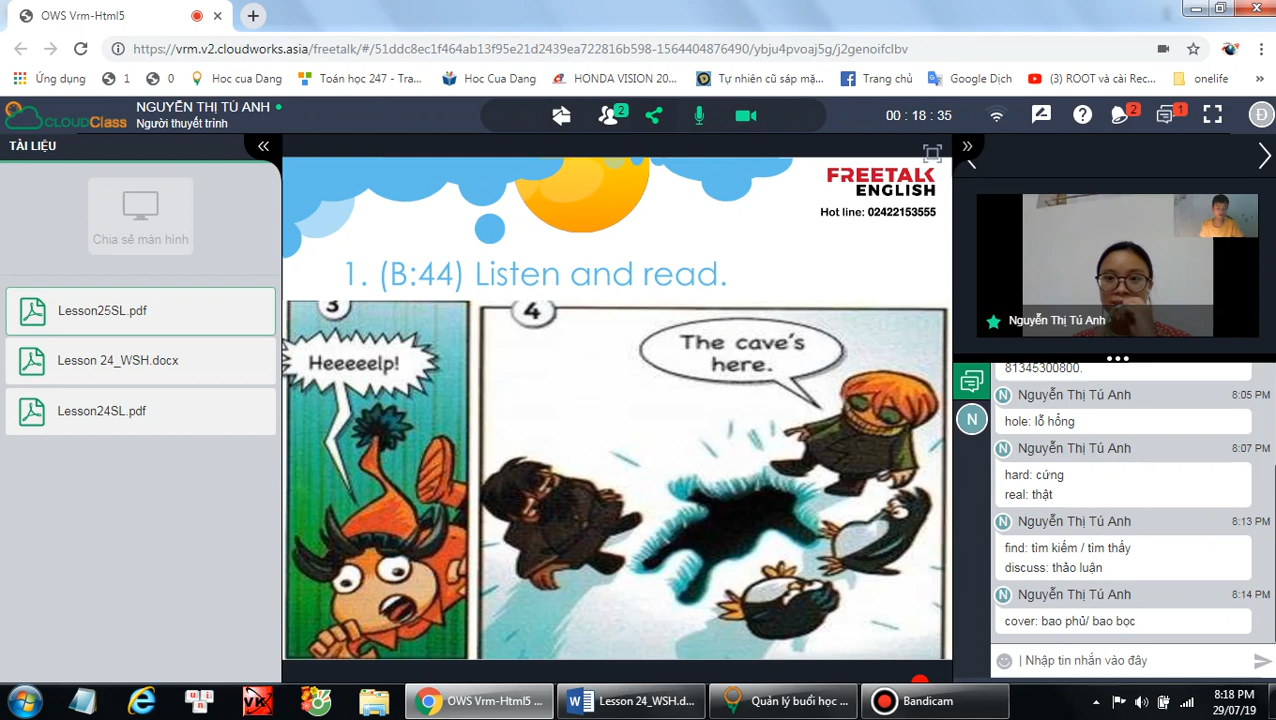 OWS Vrm-Html5
https://vrm.v2.cloudworks.asia/freetalk/#/51ddc8ec1f464ab13f95e21d2439ea722816b598-1564404876490/ybju4pvoaj5g/j2genoifclbv
Ứng dụng 1 0 Hoc cua Dang Toán học 247 - Tra... Học Cua Dang HONDA VISION 20... Tự nhiên cũ sáp mặ... Trang chủ Google Dịch (3) ROOT và cài Rec... onelife »
CLOUDClass
NGUYỄN THỊ TÚ ANH
Người thuyết trình
2
00 : 18 : 35
2
1
Đ
TÀI LIỆU
Chia sẻ màn hình
Lesson25SL.pdf
Lesson 24_WSH.docx
Lesson24SL.pdf
FREETALK
ENGLISH
Hot line: 02422153555
1. (B:44) Listen and read.
3
Heeeeelp!
4
The cave's
here.
Nguyễn Thị Tú Anh
81345300800.
N Nguyễn Thị Tú Anh 8:05 PM
N
hole: lỗ hổng
N Nguyễn Thị Tú Anh 8:07 PM
hard: cứng
real: thật
N Nguyễn Thị Tú Anh 8:13 PM
find: tìm kiếm / tìm thấy
discuss: thảo luận
N Nguyễn Thị Tú Anh 8:14 PM
cover: bao phủ/ bao bọc
Nhập tin nhắn vào đây
OWS Vrm-Html5 ... Lesson 24_WSH.d... Quản lý buổi học ... Bandicam
8:18 PM
29/07/19